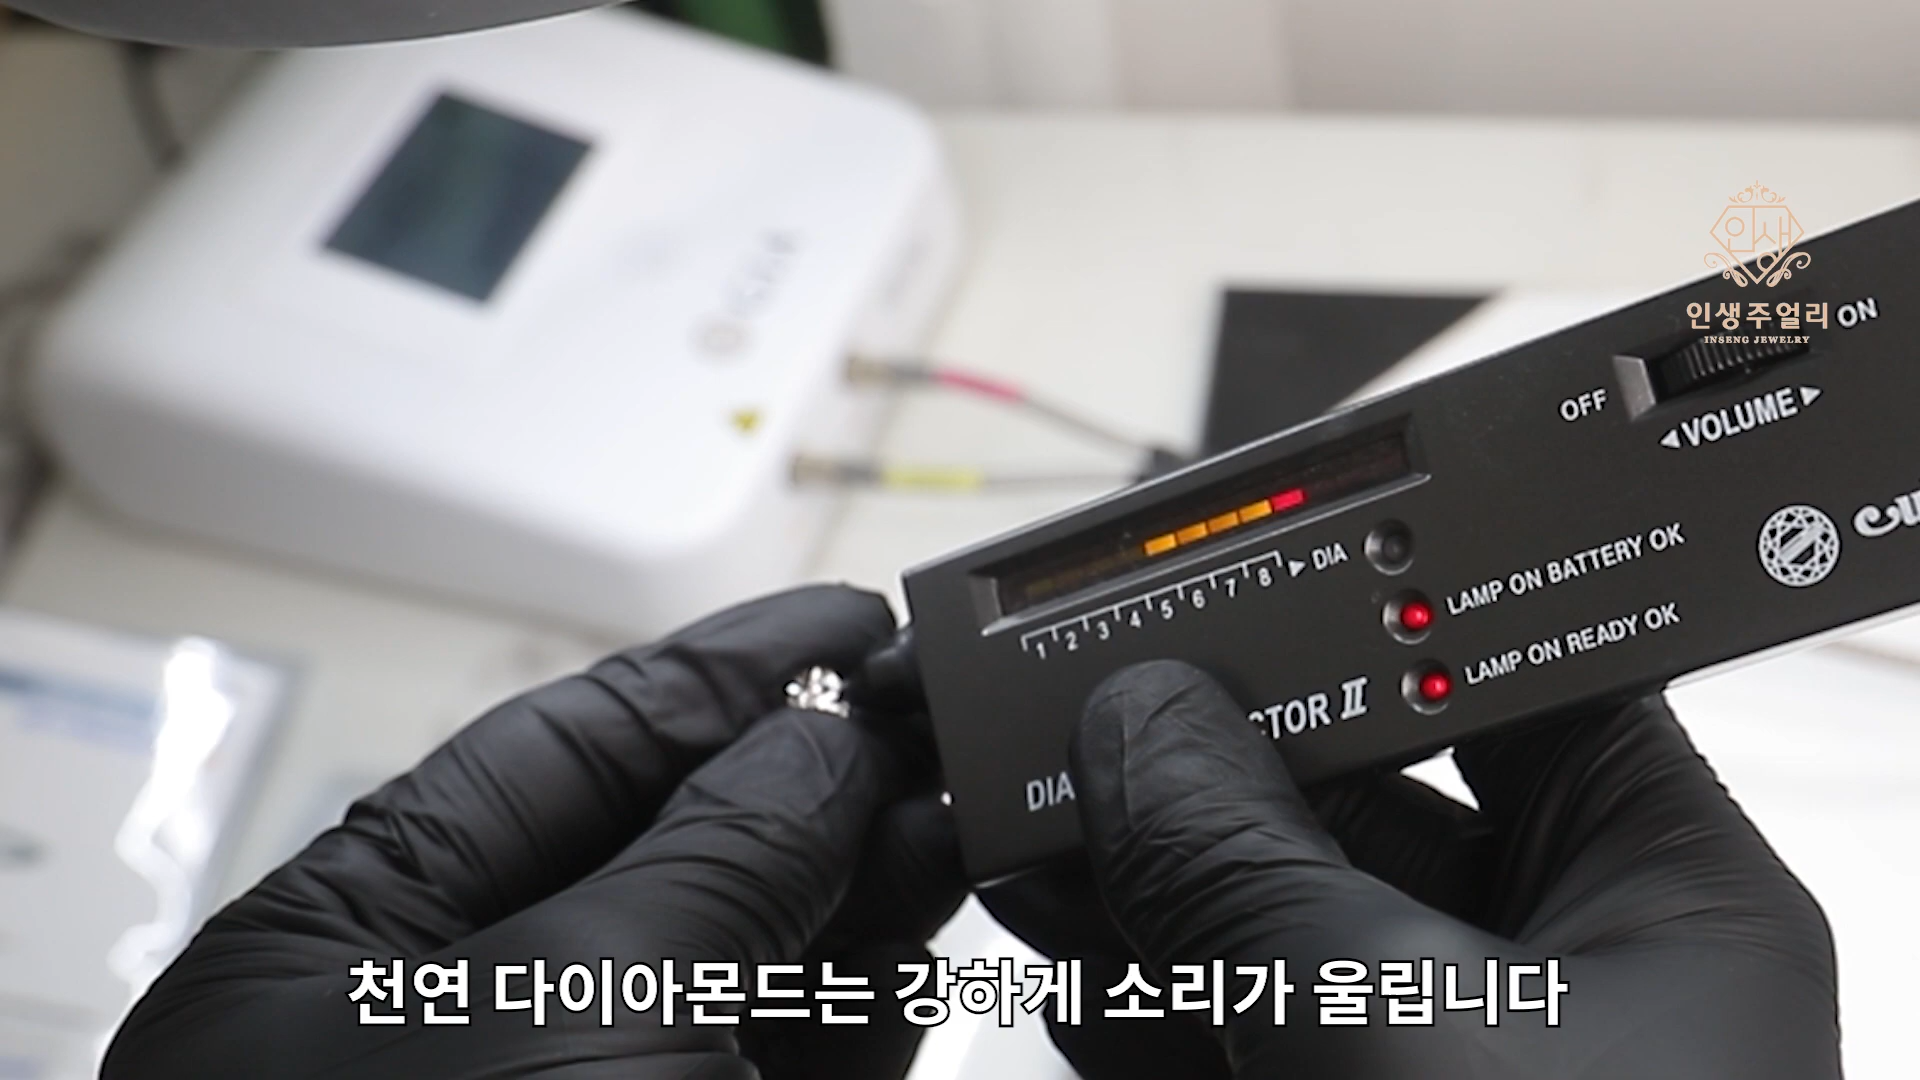 인생
인생주얼리
INSENG JEWELRY
ON
OFF
◀VOLUME▶
▶DIA
1 2 3 4 5 6 7 8
LAMP ON BATTERY OK
LAMP ON READY OK
CTOR II
DIA
천연 다이아몬드는 강하게 소리가 울립니다